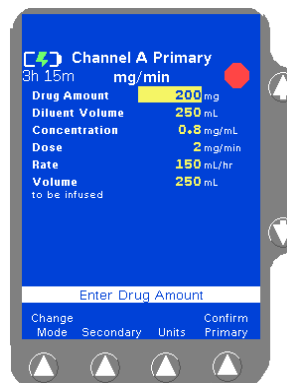 Channel A Primary
3h 15m mg/min
Drug Amount 200 mg
Diluent Volume 250 mL
Concentration 0.8 mg/mL
Dose 2 mg/min
Rate 150 mL/hr
Volume 250 mL
to be infused
Enter Drug Amount
Change Confirm
Mode Secondary Units Primary